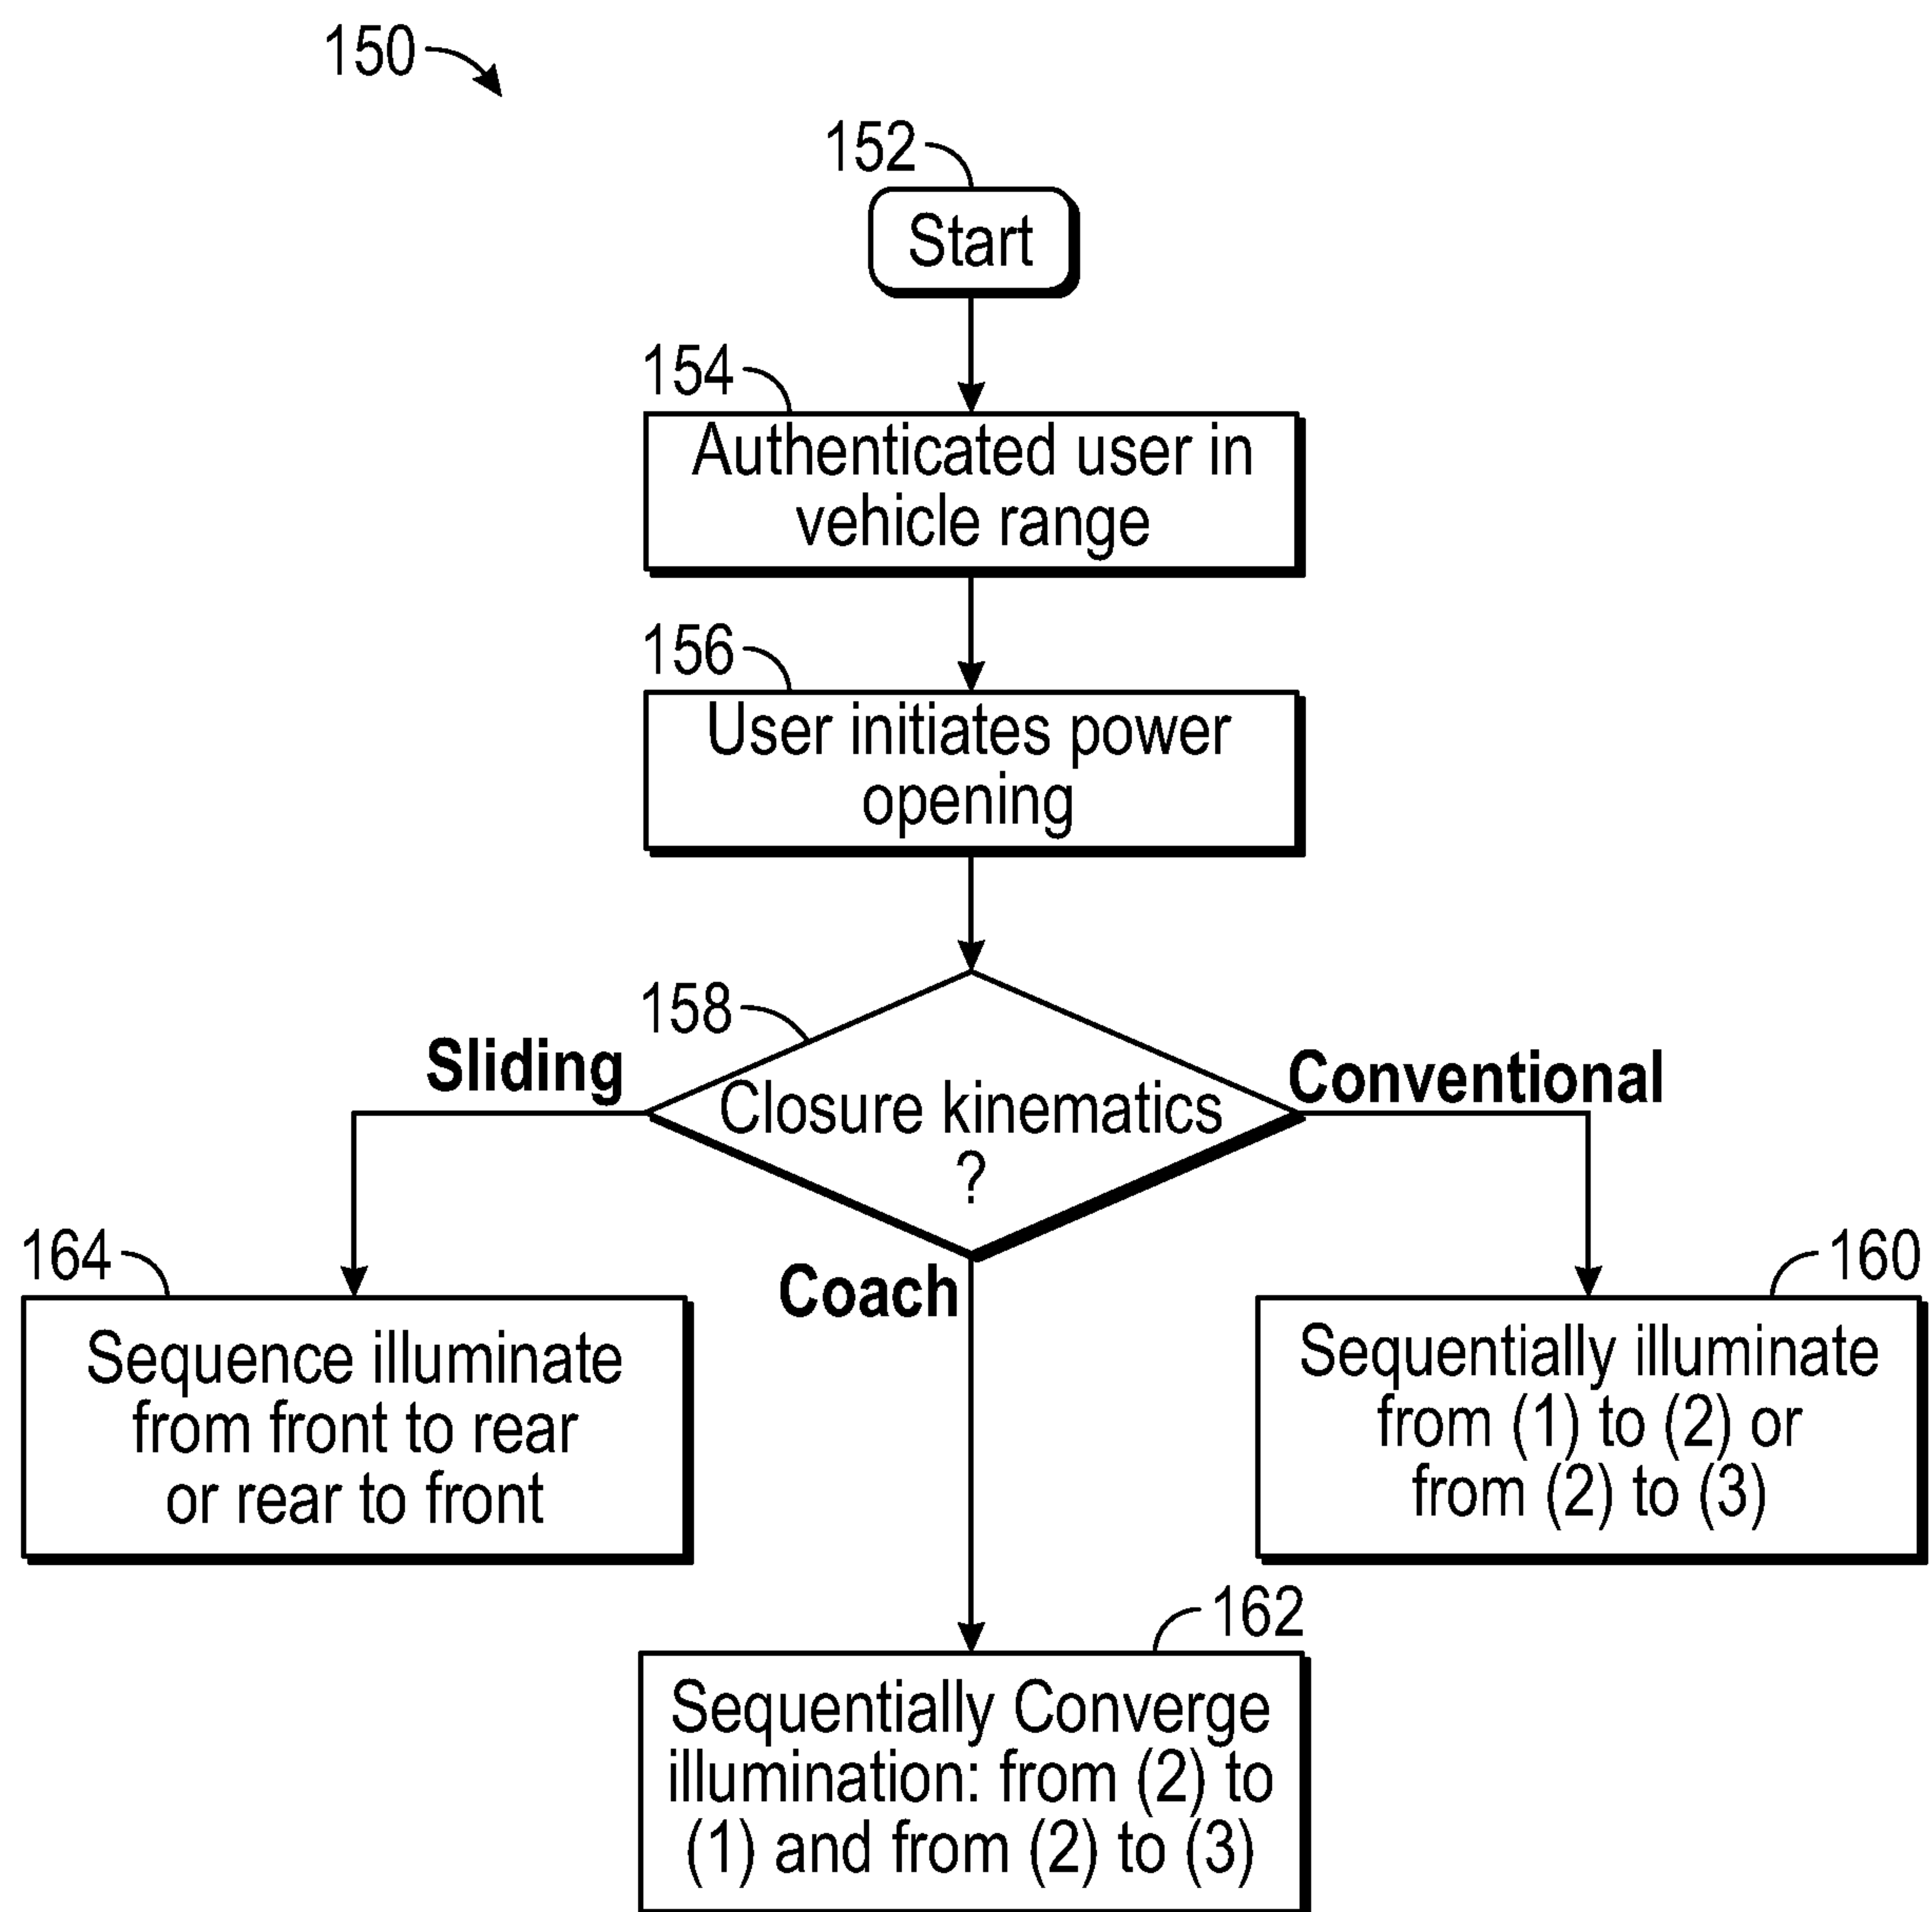 150
152
Start
154
Authenticated user in
vehicle range
156
User initiates power
opening
158
Sliding
Conventional
Closure kinematics
?
164
Coach
160
Sequence illuminate
from front to rear
or rear to front
Sequentially illuminate
from (1) to (2) or
from (2) to (3)
162
Sequentially Converge
illumination: from (2) to
(1) and from (2) to (3)